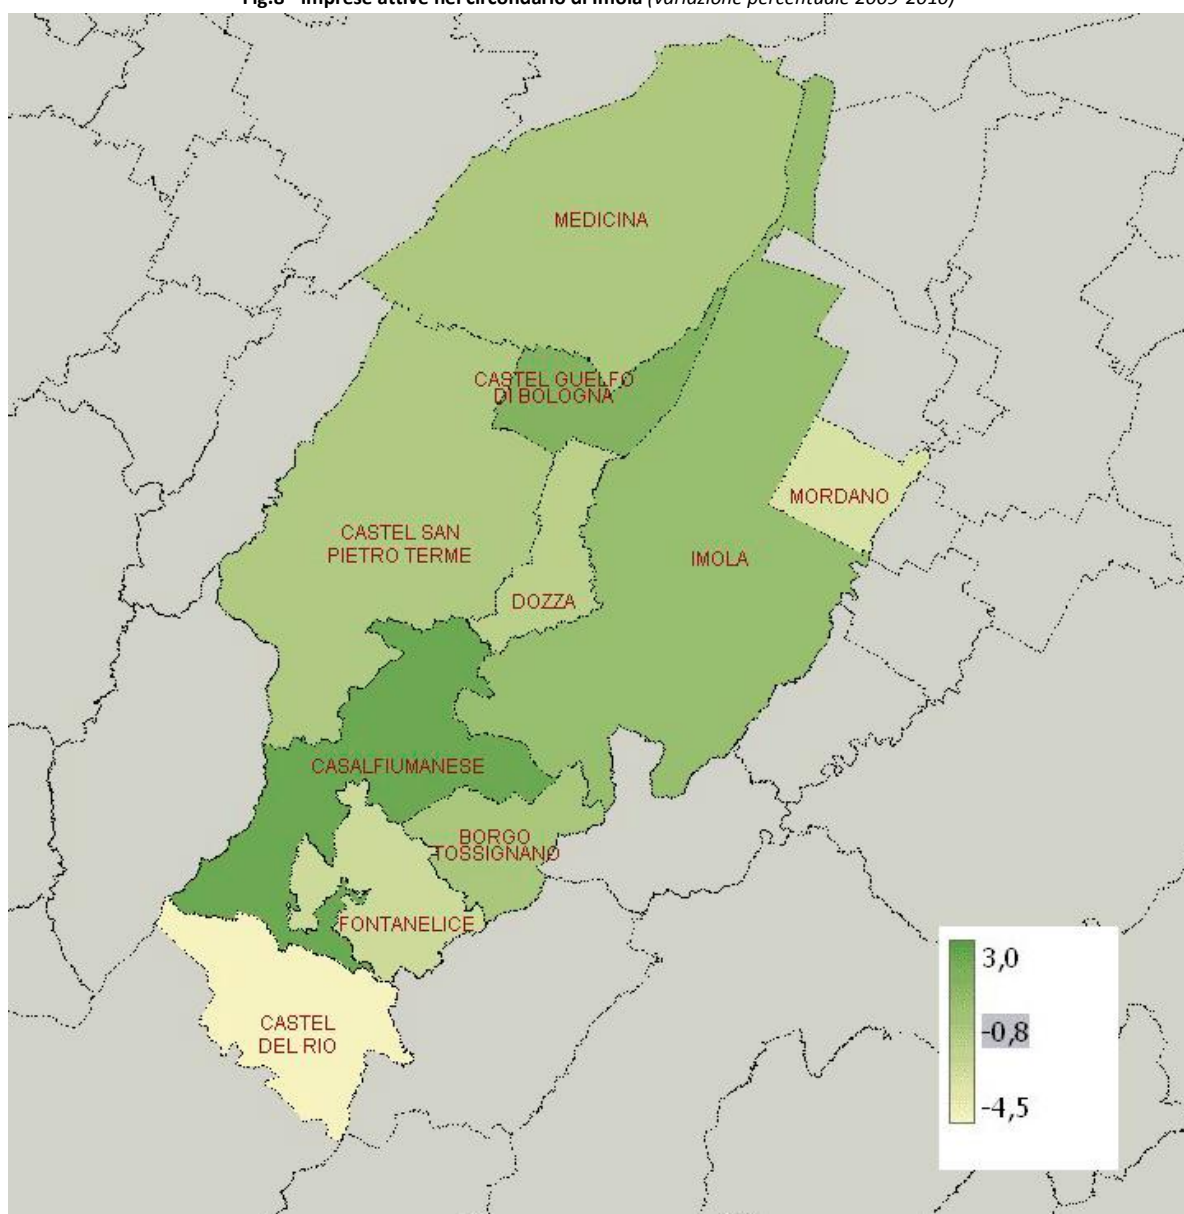 Fig.8 - Imprese attive nel circondario di Imola (variazione percentuale 2009-2010)
MEDICINA
CASTEL GUELFO
DI BOLOGNA
MORDANO
CASTEL SAN
PIETRO TERME
IMOLA
DOZZA
CASALFIUMANESE
BORGO
TOSSIGNANO
FONTANELICE
CASTEL
DEL RIO
3,0
-0,8
-4,5